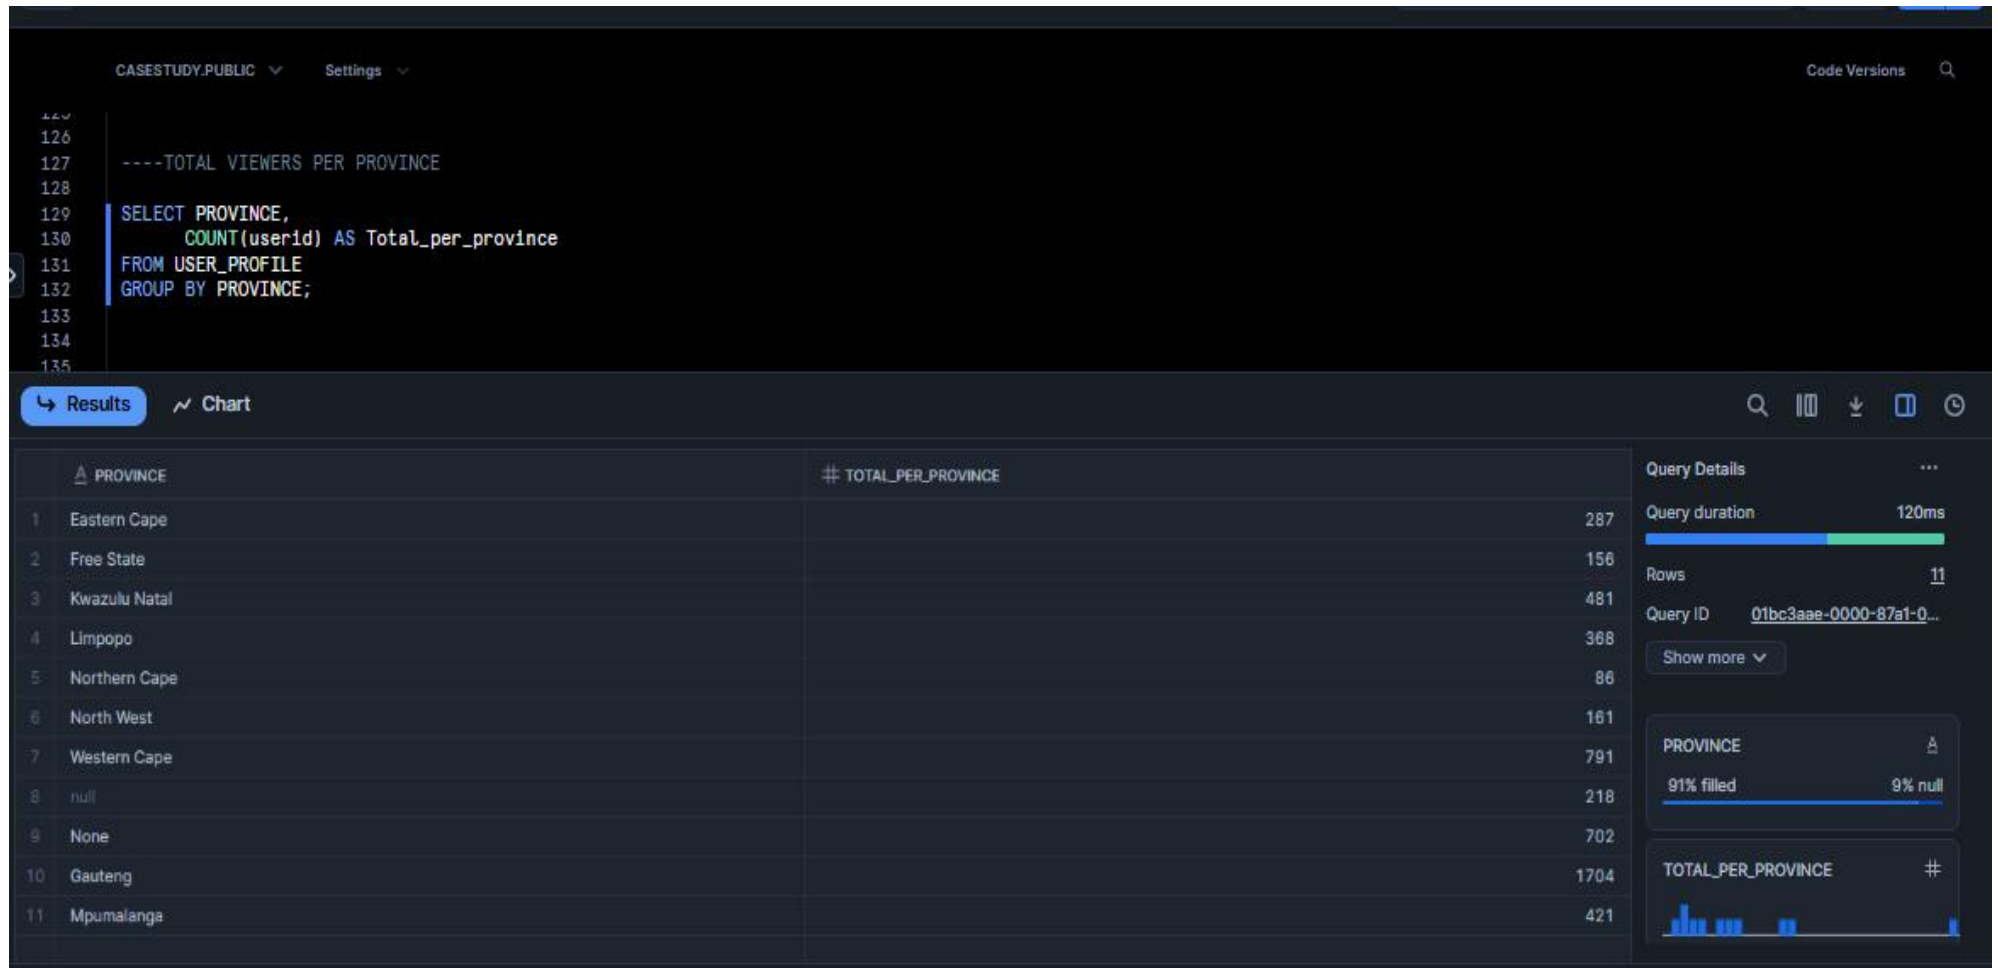 CASESTUDY.PUBLIC Settings Code Versions
126
127 ----TOTAL VIEWERS PER PROVINCE
128
129 SELECT PROVINCE,
130 COUNT(userid) AS Total_per_province
131 FROM USER_PROFILE
132 GROUP BY PROVINCE;
133
134
135
Results Chart
PROVINCE TOTAL_PER_PROVINCE
1 Eastern Cape 287
2 Free State 156
3 Kwazulu Natal 481
4 Limpopo 368
5 Northern Cape 86
6 North West 161
7 Western Cape 791
8 null 218
9 None 702
10 Gauteng 1704
11 Mpumalanga 421
Query Details ...
Query duration 120ms
Rows 11
Query ID 01bc3aae-0000-87a1-0...
Show more
PROVINCE A
91% filled 9% null
TOTAL_PER_PROVINCE #